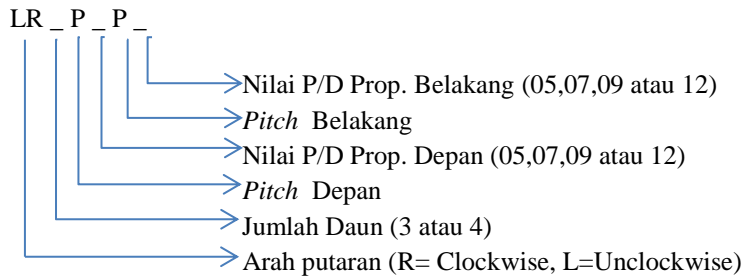 LR _ P _ P _
Nilai P/D Prop. Belakang (05,07,09 atau 12)
Pitch Belakang
Nilai P/D Prop. Depan (05,07,09 atau 12)
Pitch Depan
Jumlah Daun (3 atau 4)
Arah putaran (R= Clockwise, L=Unclockwise)